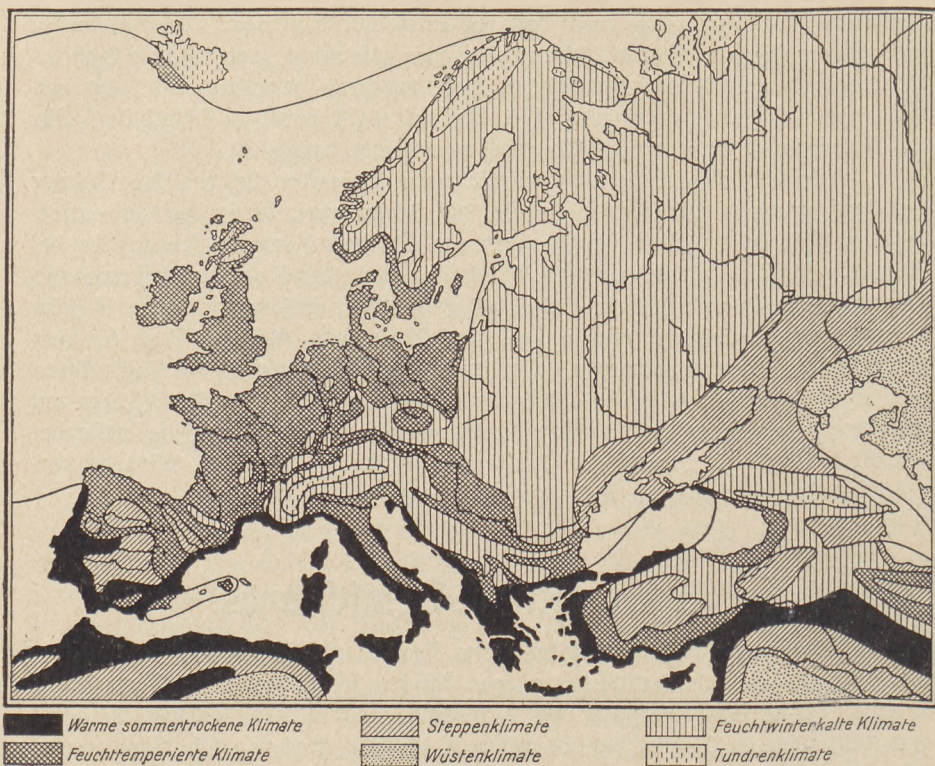 Warme sommertrockene Klimate
Steppenklimate
Feuchtwinterkalte Klimate
Feuchttemperierte Klimate
Wüstenklimate
Tundrenklimate